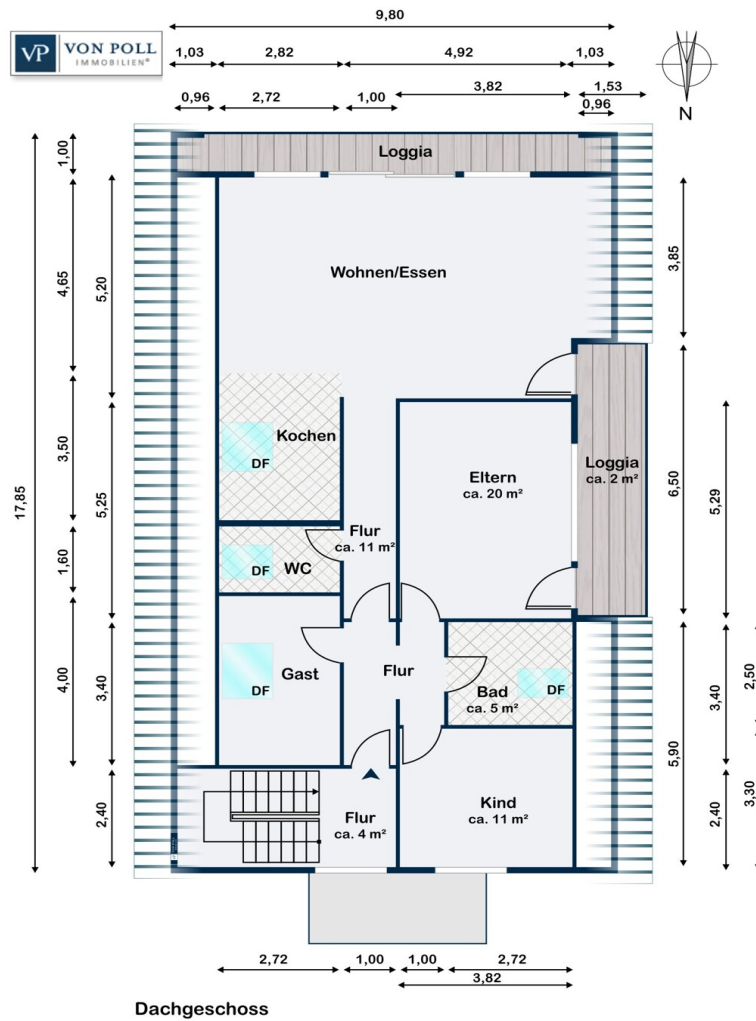 9,80
VP VON POLL
IMMOBILIEN®
1,03 2,82 4,92 1,03
3,82 1,53
0,96 2,72 1,00 0,96
N
1,00
Loggia
4,65
5,20
Wohnen/Essen
3,85
3,50
Kochen
DF
17,85
5,25
Eltern
ca. 20 m²
Loggia
ca. 2 m²
6,50
5,29
Flur
ca. 11 m²
1,60
WC
DF
4,00
3,40
Gast
DF
Flur
Bad
ca. 5 m²
DF
3,40
2,50
5,90
2,40
Flur
ca. 4 m²
Kind
ca. 11 m²
2,40
3,30
2,72 1,00 1,00 2,72
3,82
Dachgeschoss